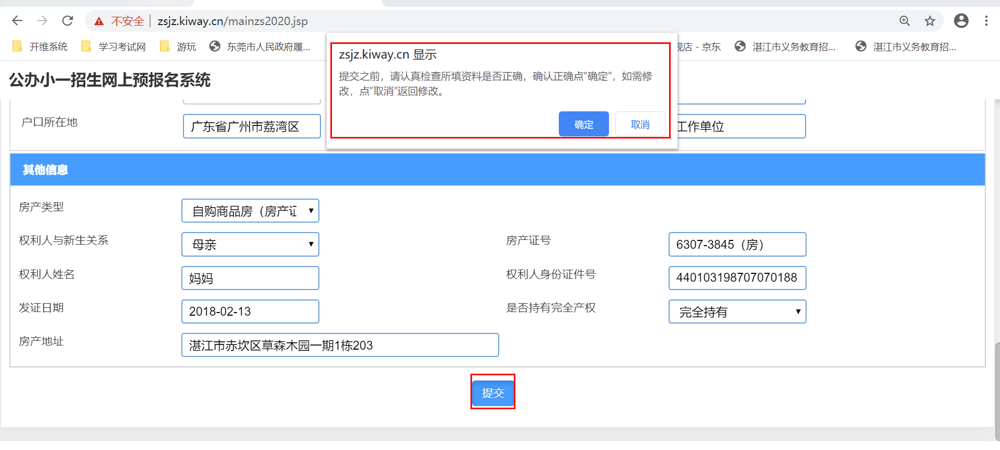 不安全 zsjz.kiway.cn/mainzs2020.jsp
开维系统 学习考试网 游玩 东莞市人民政府履... 舰店 - 京东 湛江市义务教育招... 湛江市义务教育招...
zsjz.kiway.cn 显示
提交之前，请认真检查所填资料是否正确，确认正确点“确定”，如需修
改，点”取消”返回修改。
确定 取消
公办小一招生网上预报名系统
户口所在地 广东省广州市荔湾区 工作单位
其他信息
房产类型 自购商品房（房产证
权利人与新生关系 母亲 房产证号 6307-3845（房）
权利人姓名 妈妈 权利人身份证件号 440103198707070188
发证日期 2018-02-13 是否持有完全产权 完全持有
房产地址 湛江市赤坎区草森木园一期1栋203
提交